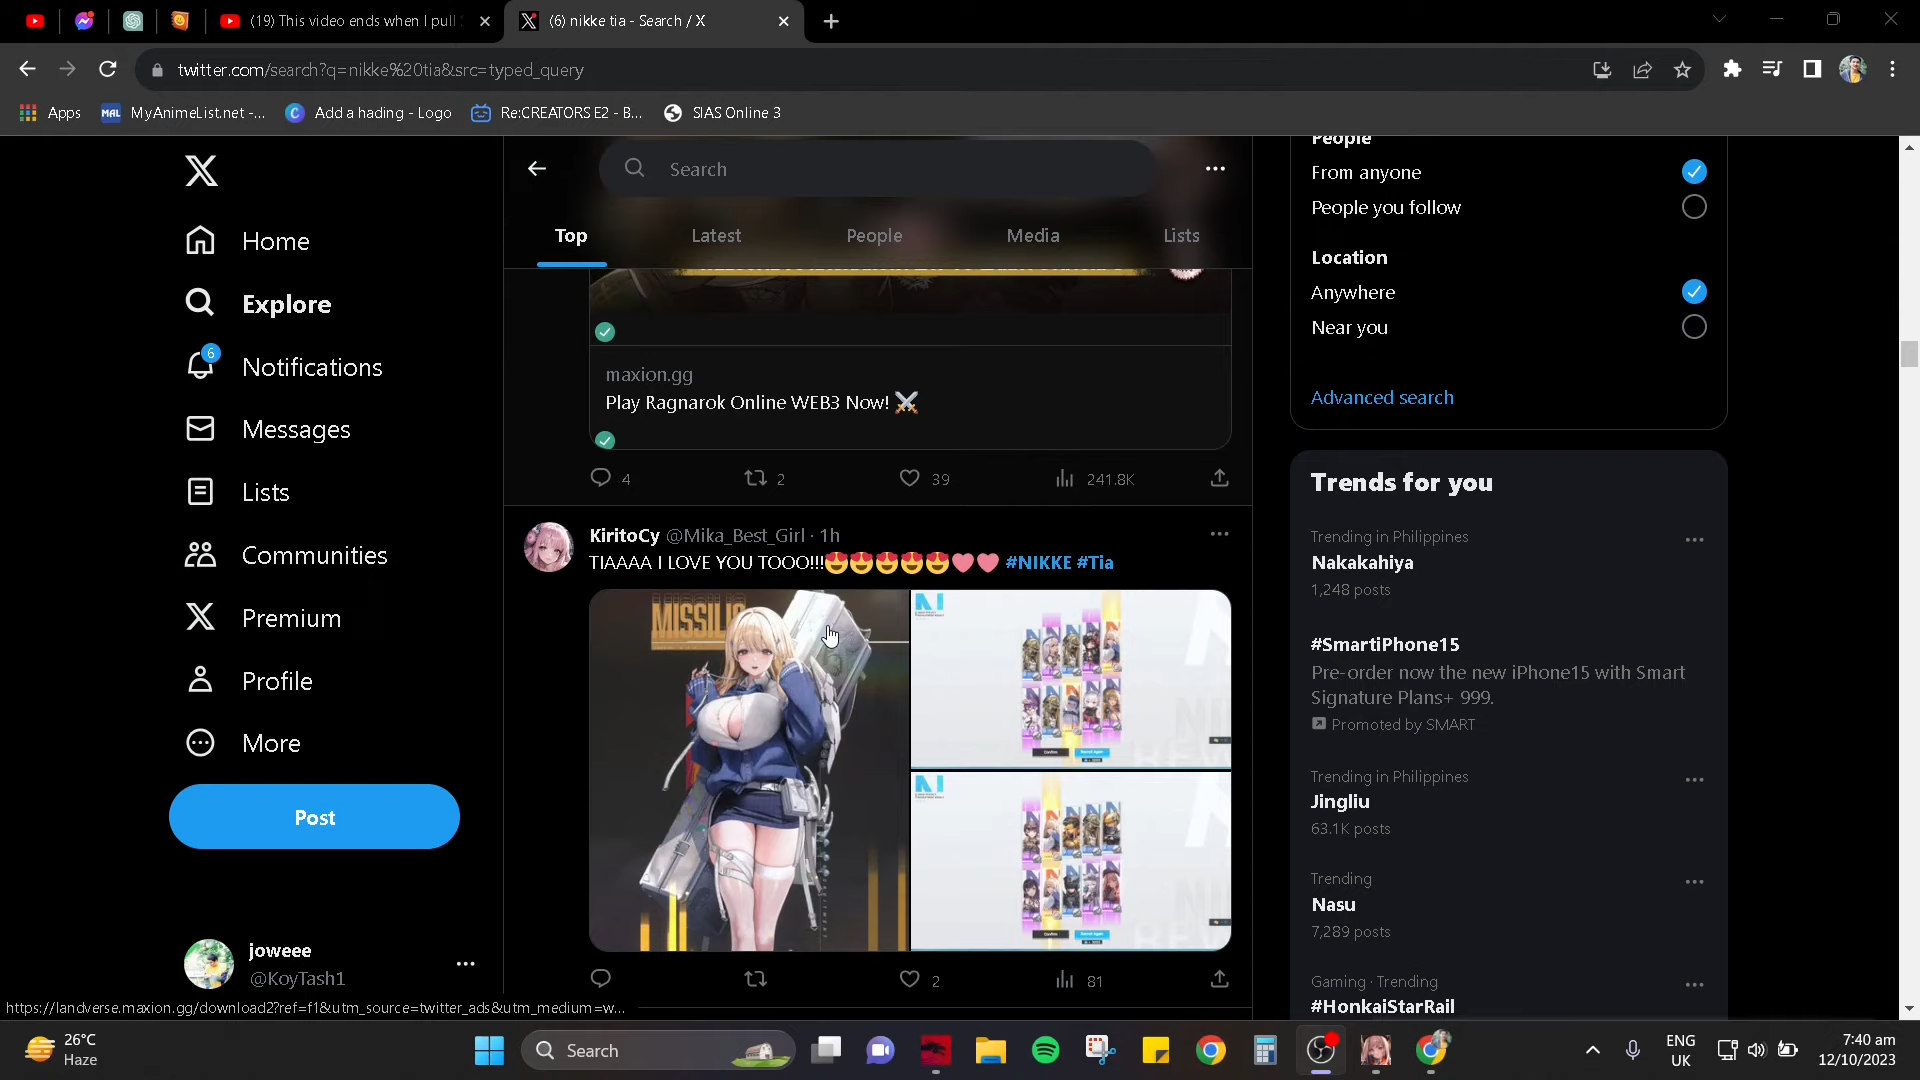 (19) This video ends when I pull
(6) nikke tia - Search / X
twitter.com/search?q=nikke%20tia&src=typed_query
Apps
MyAnimeList.net -...
Add a hading - Logo
Re:CREATORS E2 - B...
SIAS Online 3
Search
Top
Latest
People
Media
Lists
Home
Explore
6
Notifications
Messages
Lists
Communities
Premium
Profile
More
Post
joweee
@KoyTash1
maxion.gg
Play Ragnarok Online WEB3 Now! ⚔️
4
2
39
241.8K
KiritoCy @Mika_Best_Girl · 1h
TIAAAA I LOVE YOU TOOO!!!😍😍😍😍😍🩷🩷 #NIKKE #Tia
MISSILIS
2
81
People
From anyone
People you follow
Location
Anywhere
Near you
Advanced search
Trends for you
Trending in Philippines
Nakakahiya
1,248 posts
#SmartiPhone15
Pre-order now the new iPhone15 with Smart
Signature Plans+ 999.
Promoted by SMART
Trending in Philippines
Jingliu
63.1K posts
Trending
Nasu
7,289 posts
Gaming · Trending
#HonkaiStarRail
https://landverse.maxion.gg/download2?ref=f1&utm_source=twitter_ads&utm_medium=w...
26°C
Haze
Search
ENG
UK
7:40 am
12/10/2023